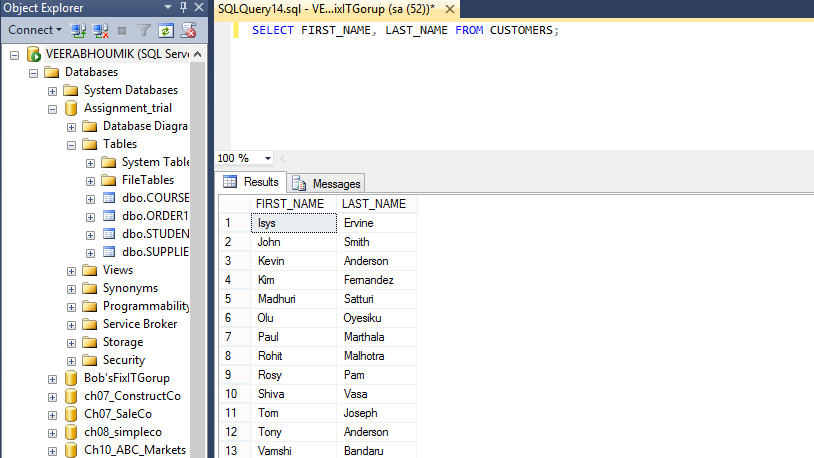 Object Explorer
Connect
VEERABHOUMIK (SQL Serve
Databases
System Databases
Assignment_trial
Database Diagra
Tables
System Table
FileTables
dbo.COURSE
dbo.ORDER1
dbo.STUDEN
dbo.SUPPLIE
Views
Synonyms
Programmability
Service Broker
Storage
Security
Bob'sFixITGorup
ch07_ConstructCo
Ch07_SaleCo
ch08_simpleco
Ch10_ABC_Markets
SQLQuery14.sql - VE...ixITGorup (sa (52))*
SELECT FIRST_NAME, LAST_NAME FROM CUSTOMERS;
100 %
Results Messages
FIRST_NAME LAST_NAME
1 Isys Ervine
2 John Smith
3 Kevin Anderson
4 Kim Fernandez
5 Madhuri Satturi
6 Olu Oyesiku
7 Paul Marthala
8 Rohit Malhotra
9 Rosy Pam
10 Shiva Vasa
11 Tom Joseph
12 Tony Anderson
13 Vamshi Bandaru